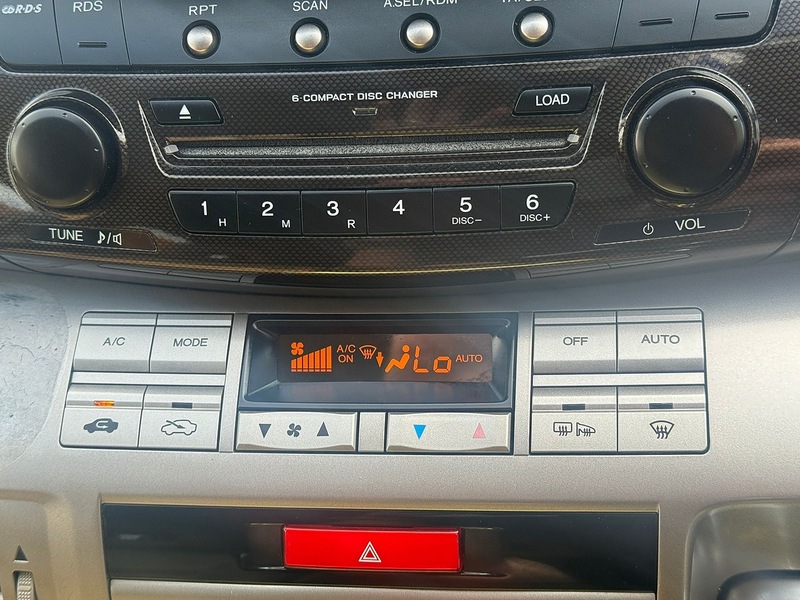 R·D·S RDS RPT SCAN A.SEL/RDM
6-COMPACT DISC CHANGER LOAD
1 H 2 M 3 R 4 5 DISC− 6 DISC+
TUNE VOL
A/C MODE A/C ON Lo AUTO OFF AUTO